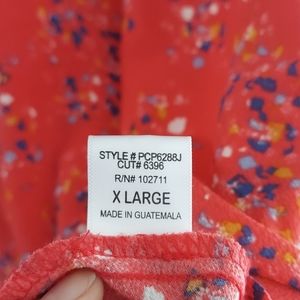 STYLE # PCP6288J
CUT# 6396
R/N# 102711
X LARGE
MADE IN GUATEMALA